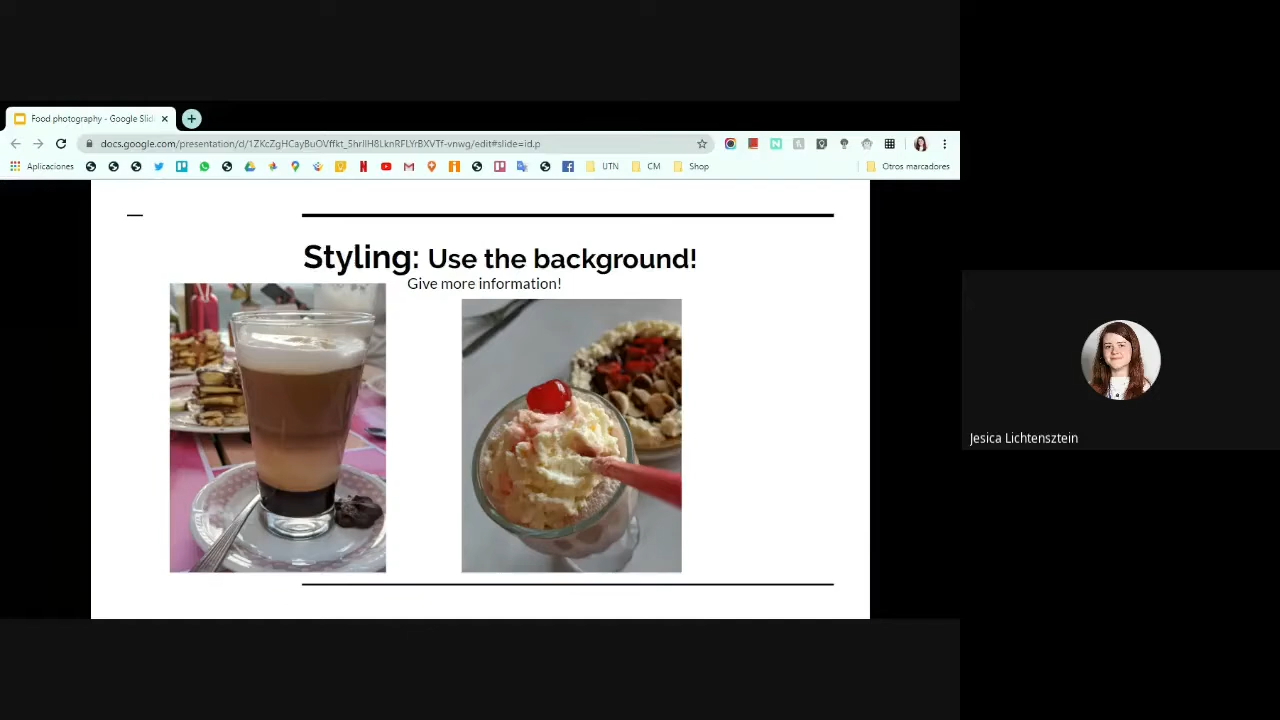 Food photography - Google Slid
docs.google.com/presentation/d/1ZKcZgHCayBuOVffkt_5hrIlH8LknRFLYrBXVTf-vnwg/edit#slide=id.p
Aplicaciones UTN CM Shop Otros marcadores
Styling: Use the background!
Give more information!
Jesica Lichtensztein